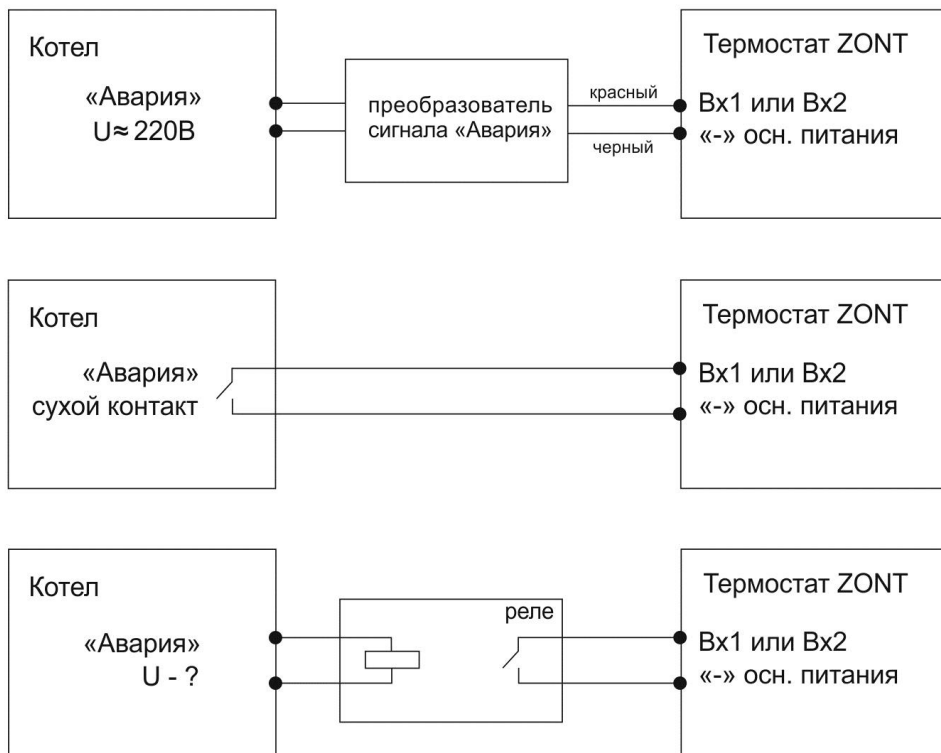 Котел
«Авария»
U≈ 220В
преобразователь
сигнала «Авария»
красный
черный
Термостат ZONT
Вх1 или Вх2
«-» осн. питания
Котел
«Авария»
сухой контакт
Термостат ZONT
Вх1 или Вх2
«-» осн. питания
Котел
«Авария»
U - ?
реле
Термостат ZONT
Вх1 или Вх2
«-» осн. питания